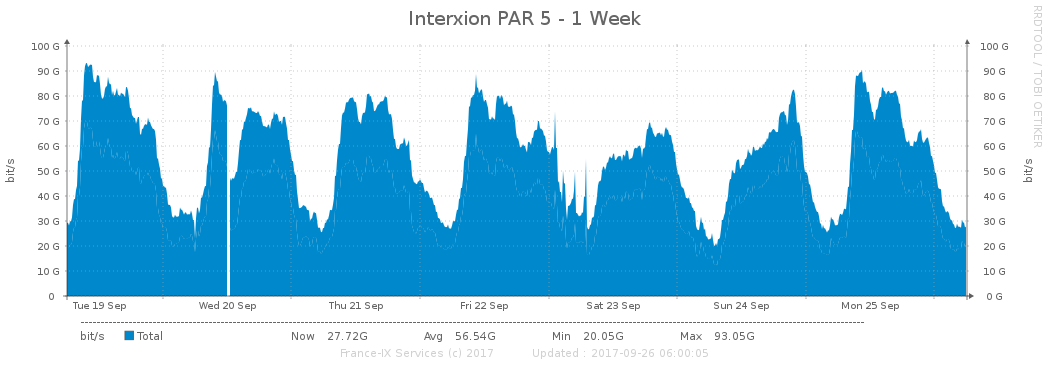 Interxion PAR 5 - 1 Week
RRDTOOL / TOBI OETIKER
bit/s
100 G
90 G
80 G
70 G
60 G
50 G
40 G
30 G
20 G
10 G
0
100 G
90 G
80 G
70 G
60 G
50 G
40 G
30 G
20 G
10 G
0 G
bit/s
Tue 19 Sep Wed 20 Sep Thu 21 Sep Fri 22 Sep Sat 23 Sep Sun 24 Sep Mon 25 Sep
bit/s Total Now 27.72G Avg 56.54G Min 20.05G Max 93.05G
France-IX Services (c) 2017 Updated : 2017-09-26 06:00:05